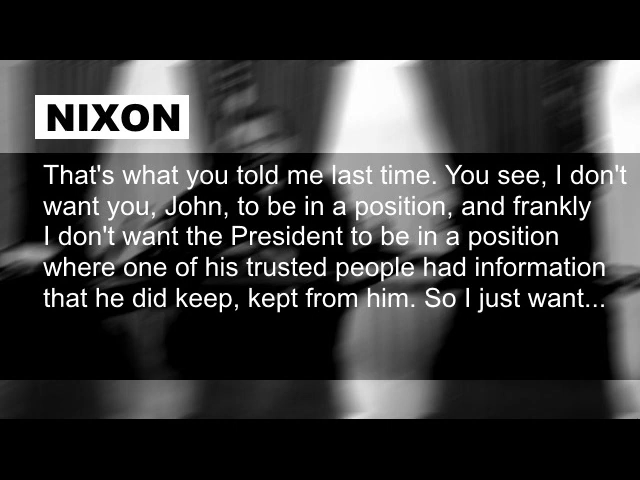 NIXON
That's what you told me last time. You see, I don't
want you, John, to be in a position, and frankly
I don't want the President to be in a position
where one of his trusted people had information
that he did keep, kept from him. So I just want...